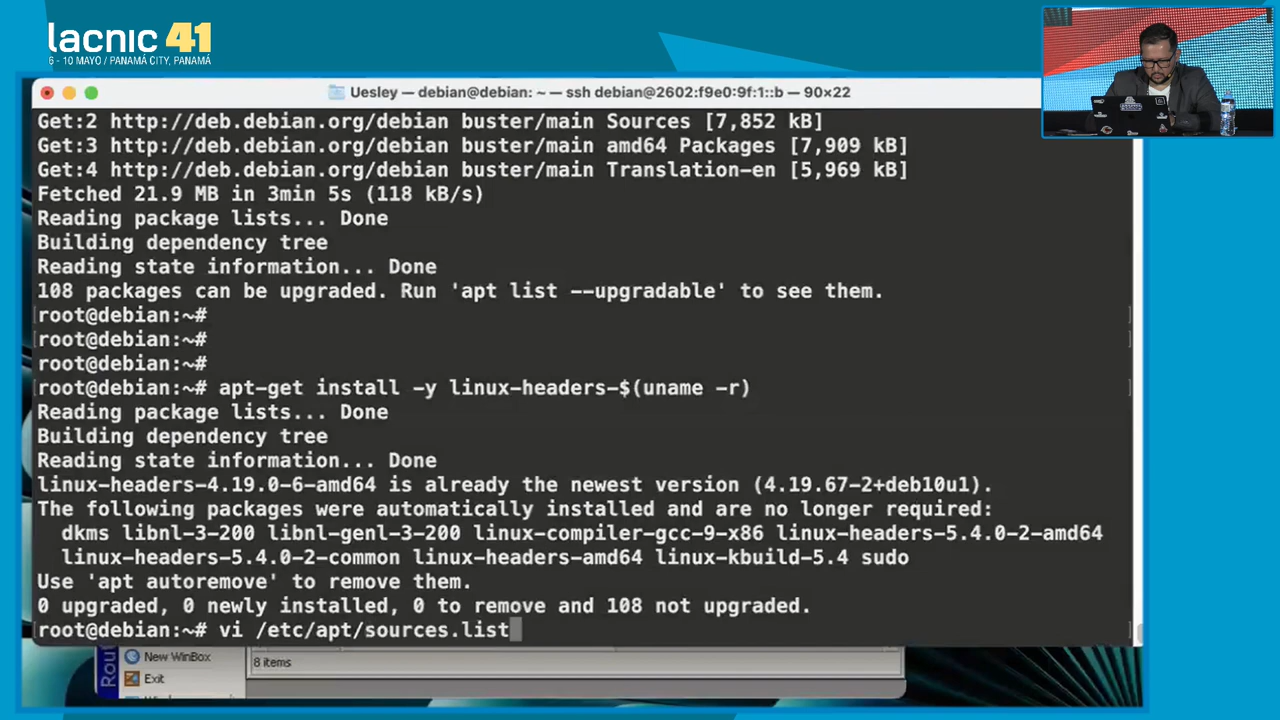 lacnic 41
6 - 10 MAYO / PANAMÁ CITY, PANAMÁ
Uesley — debian@debian: ~ — ssh debian@2602:f9e0:9f:1::b — 90×22
Get:2 http://deb.debian.org/debian buster/main Sources [7,852 kB]
Get:3 http://deb.debian.org/debian buster/main amd64 Packages [7,909 kB]
Get:4 http://deb.debian.org/debian buster/main Translation-en [5,969 kB]
Fetched 21.9 MB in 3min 5s (118 kB/s)
Reading package lists... Done
Building dependency tree
Reading state information... Done
108 packages can be upgraded. Run 'apt list --upgradable' to see them.
root@debian:~#
root@debian:~#
root@debian:~#
root@debian:~# apt-get install -y linux-headers-$(uname -r)
Reading package lists... Done
Building dependency tree
Reading state information... Done
linux-headers-4.19.0-6-amd64 is already the newest version (4.19.67-2+deb10u1).
The following packages were automatically installed and are no longer required:
dkms libnl-3-200 libnl-genl-3-200 linux-compiler-gcc-9-x86 linux-headers-5.4.0-2-amd64
linux-headers-5.4.0-2-common linux-headers-amd64 linux-kbuild-5.4 sudo
Use 'apt autoremove' to remove them.
0 upgraded, 0 newly installed, 0 to remove and 108 not upgraded.
root@debian:~# vi /etc/apt/sources.list
New WinBox
8 items
Exit